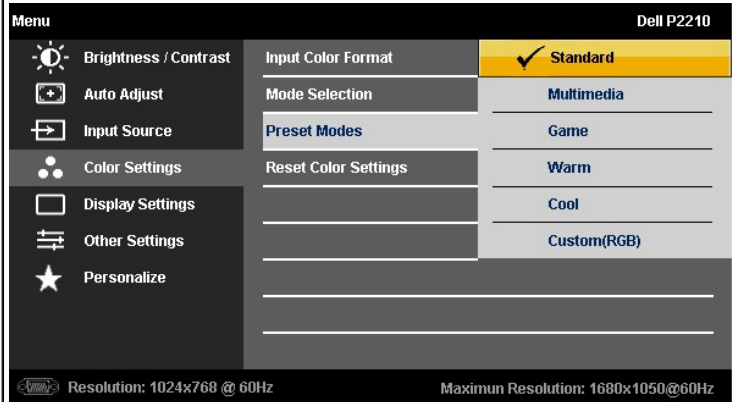 Menu Dell P2210
Brightness / Contrast Input Color Format Standard
Auto Adjust Mode Selection Multimedia
Input Source Preset Modes Game
Color Settings Reset Color Settings Warm
Display Settings Cool
Other Settings Custom(RGB)
Personalize
Resolution: 1024x768 @ 60Hz Maximun Resolution: 1680x1050@60Hz